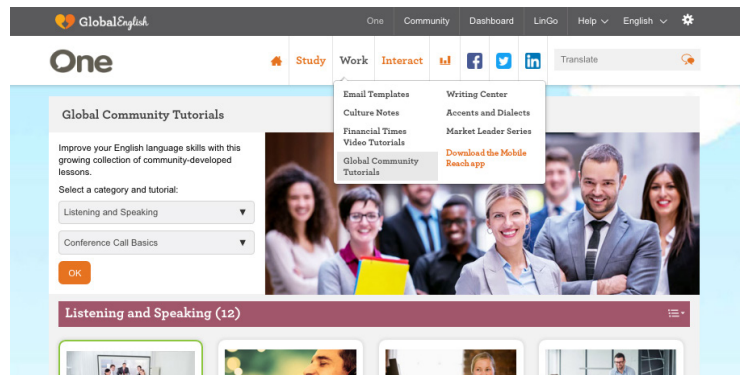 GlobalEnglish
One Community Dashboard LinGo Help English
One
Study Work Interact
Translate
Email Templates
Culture Notes
Financial Times
Video Tutorials
Global Community
Tutorials
Writing Center
Accents and Dialects
Market Leader Series
Download the Mobile
Reach app
Global Community Tutorials
Improve your English language skills with this
growing collection of community-developed
lessons.
Select a category and tutorial:
Listening and Speaking
Conference Call Basics
OK
Listening and Speaking (12)